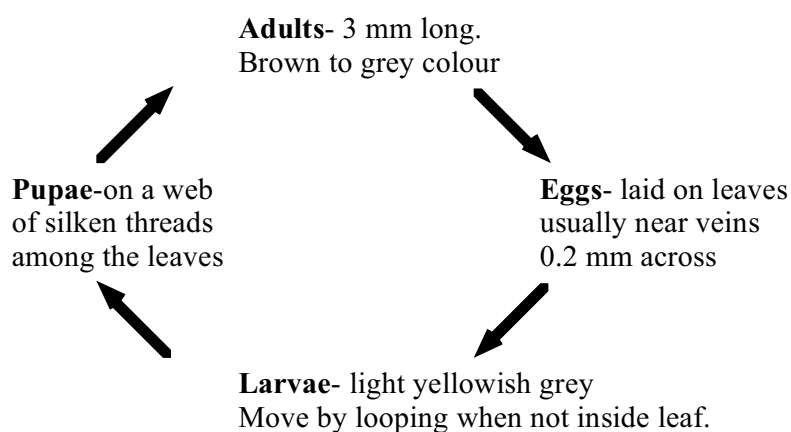 Adults- 3 mm long.
Brown to grey colour
Pupae-on a web
of silken threads
among the leaves
Eggs- laid on leaves
usually near veins
0.2 mm across
Larvae- light yellowish grey
Move by looping when not inside leaf.